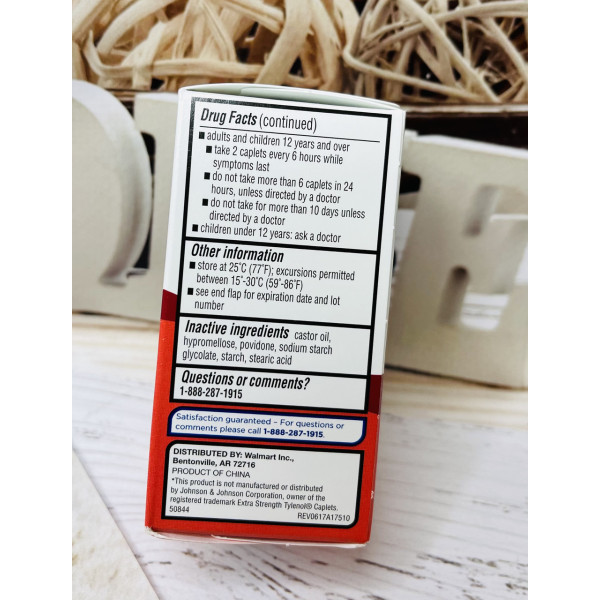 Drug Facts (continued)
■ adults and children 12 years and over
■ take 2 caplets every 6 hours while
symptoms last
■ do not take more than 6 caplets in 24
hours, unless directed by a doctor
■ do not take for more than 10 days unless
directed by a doctor
■ children under 12 years: ask a doctor
Other information
■ store at 25˚C (77˚F); excursions permitted
between 15˚-30˚C (59˚-86˚F)
■ see end flap for expiration date and lot
number
Inactive ingredients castor oil,
hypromellose, povidone, sodium starch
glycolate, starch, stearic acid
Questions or comments?
1-888-287-1915
Satisfaction guaranteed – For questions or
comments please call 1-888-287-1915.
DISTRIBUTED BY: Walmart Inc.,
Bentonville, AR 72716
PRODUCT OF CHINA
*This product is not manufactured or distributed
by Johnson & Johnson Corporation, owner of the
registered trademark Extra Strength Tylenol® Caplets.
50844 REV0617A17510